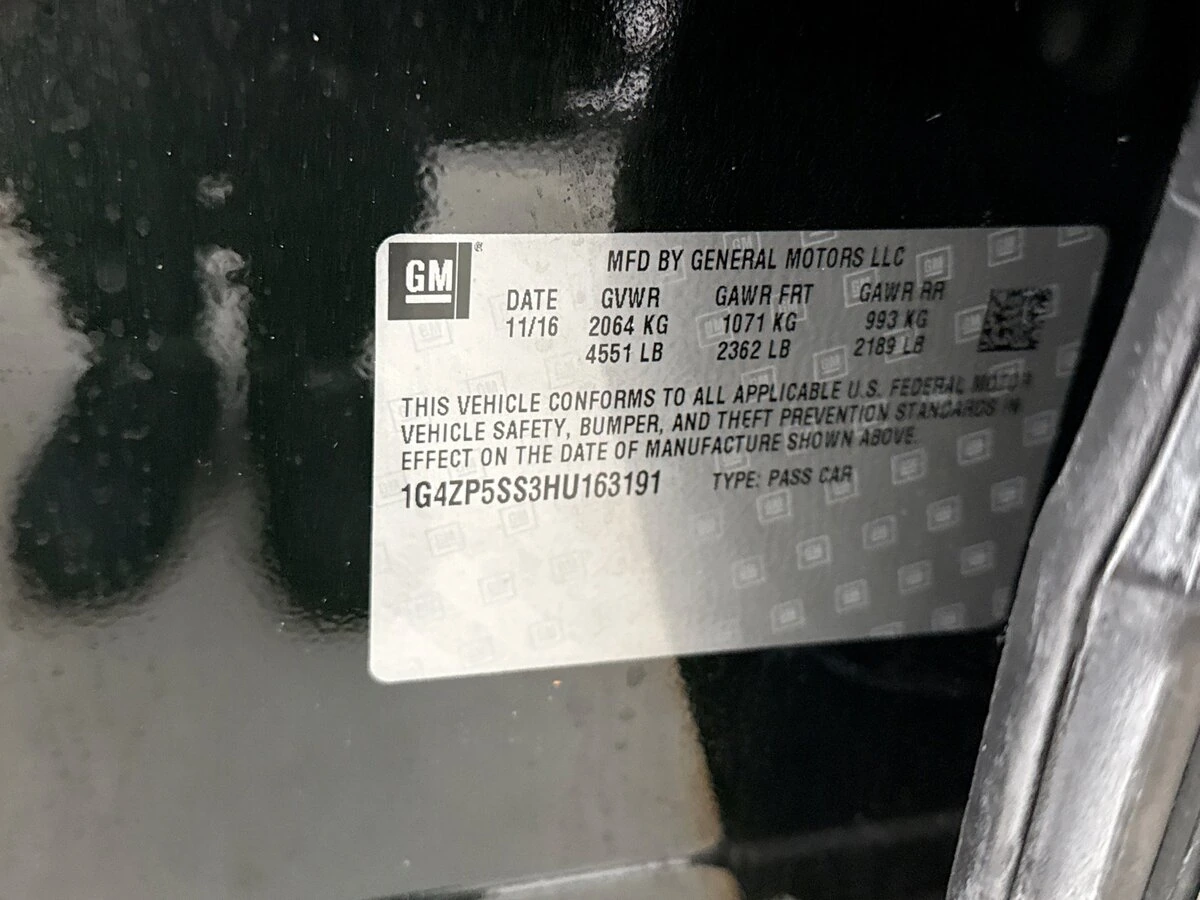 GM ®
MFD BY GENERAL MOTORS LLC
DATE GVWR GAWR FRT GAWR RR
11/16 2064 KG 1071 KG 993 KG
4551 LB 2362 LB 2189 LB
THIS VEHICLE CONFORMS TO ALL APPLICABLE U.S. FEDERAL MOTOR
VEHICLE SAFETY, BUMPER, AND THEFT PREVENTION STANDARDS IN
EFFECT ON THE DATE OF MANUFACTURE SHOWN ABOVE.
1G4ZP5SS3HU163191 TYPE: PASS CAR